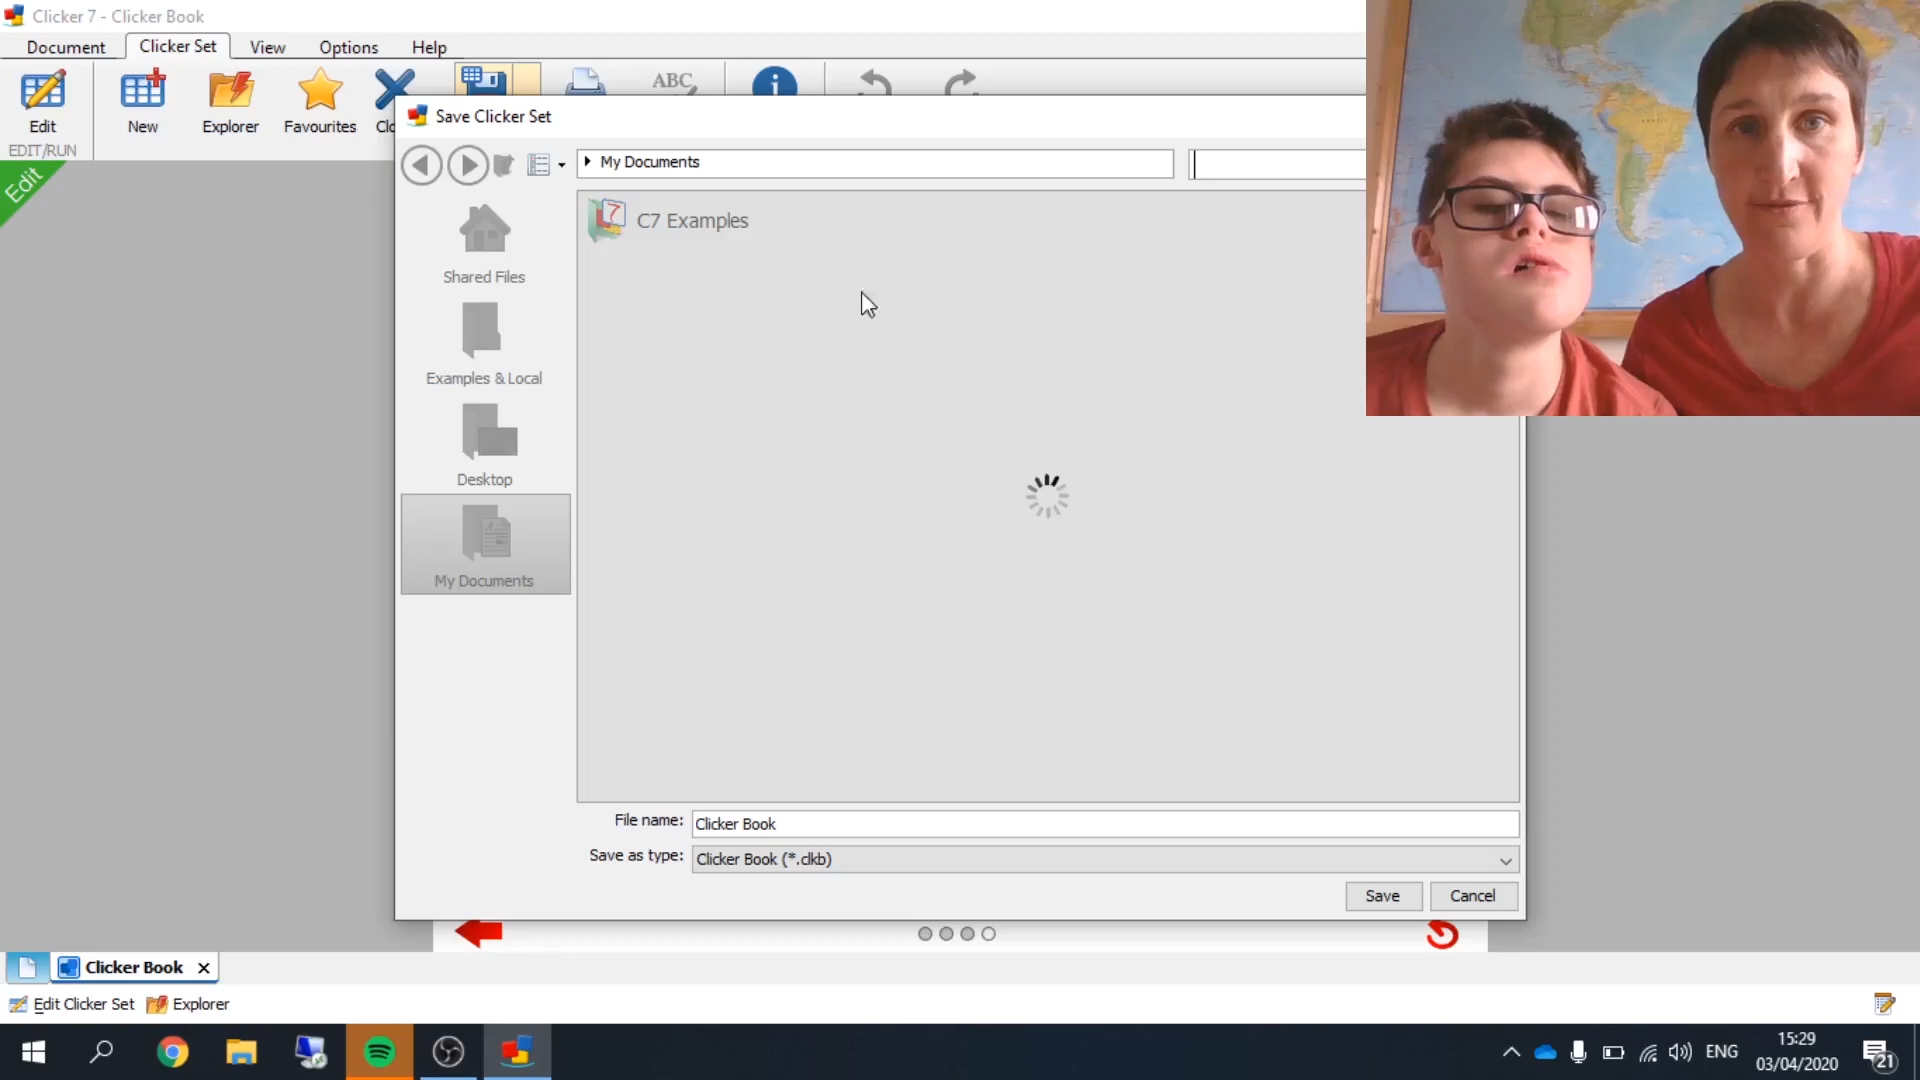 Clicker 7 - Clicker Book
Document Clicker Set View Options Help
ABC
Edit New Explorer Favourites
EDIT/RUN
Edit
Save Clicker Set
My Documents
7 C7 Examples
Shared Files
Examples & Local
Desktop
My Documents
File name: Clicker Book
Save as type: Clicker Book (*.clkb)
Save Cancel
Clicker Book
Edit Clicker Set Explorer
ENG 15:29
03/04/2020 21